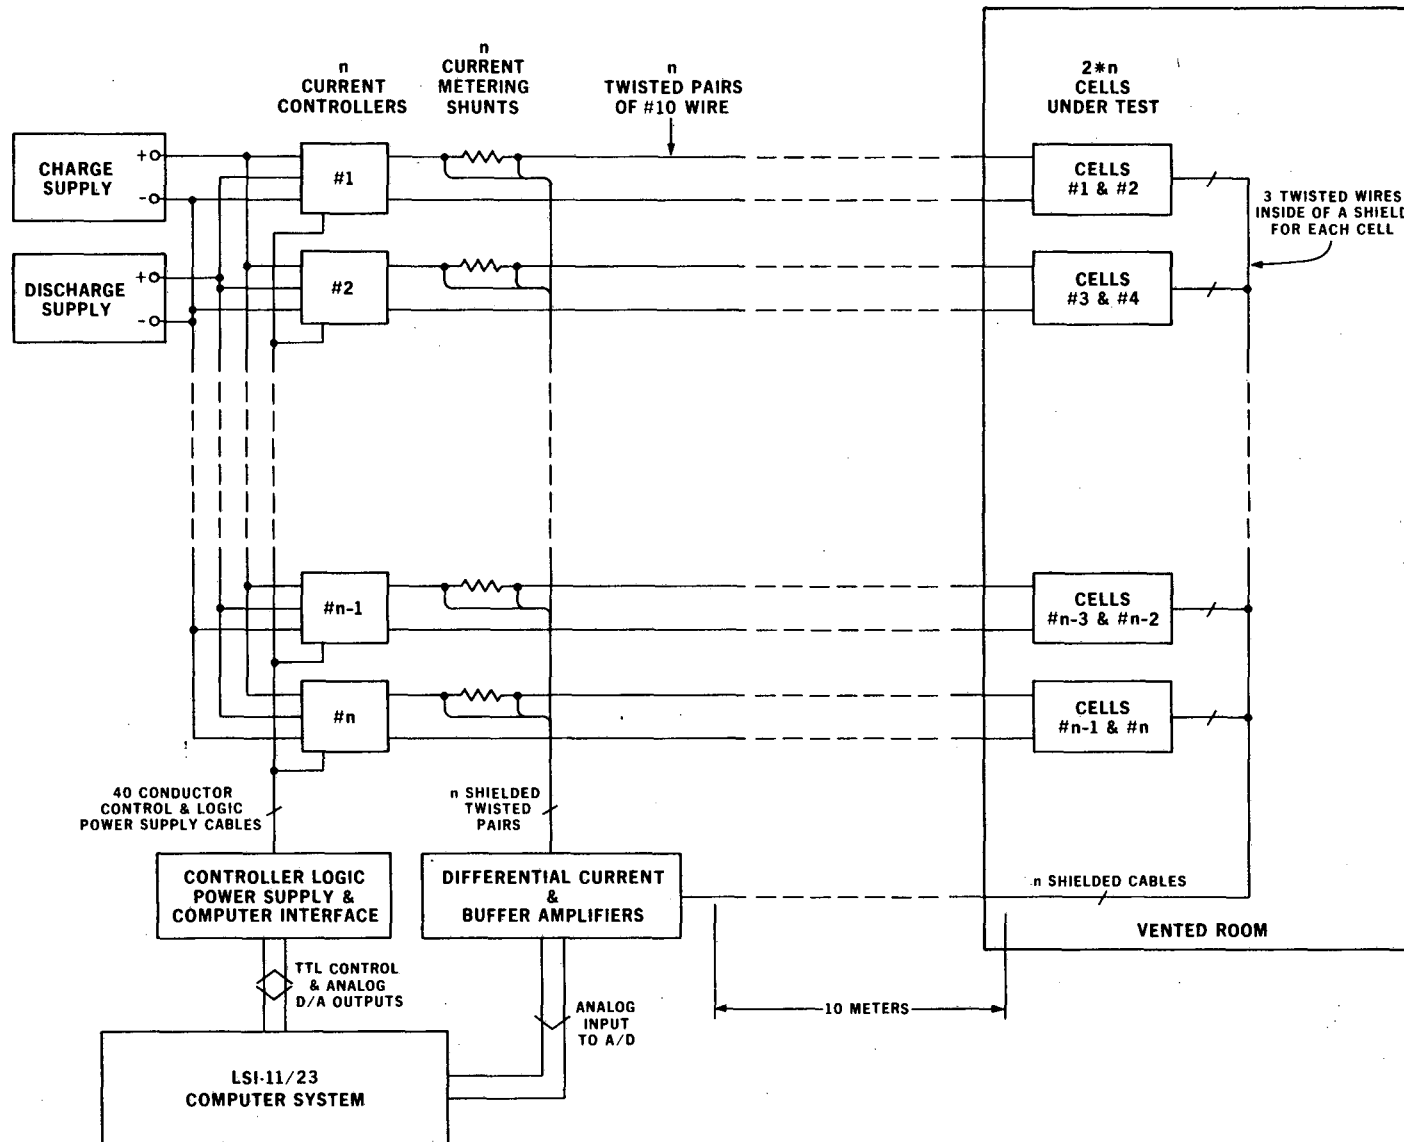 n
CURRENT
CONTROLLERS
n
CURRENT
METERING
SHUNTS
n
TWISTED PAIRS
OF #10 WIRE
2*n
CELLS
UNDER TEST
CHARGE
SUPPLY
+
-
#1
CELLS
#1 & #2
3 TWISTED WIRES
INSIDE OF A SHIELD
FOR EACH CELL
DISCHARGE
SUPPLY
+
-
#2
CELLS
#3 & #4
#n-1
CELLS
#n-3 & #n-2
#n
CELLS
#n-1 & #n
40 CONDUCTOR
CONTROL & LOGIC
POWER SUPPLY CABLES
n SHIELDED
TWISTED
PAIRS
CONTROLLER LOGIC
POWER SUPPLY &
COMPUTER INTERFACE
DIFFERENTIAL CURRENT
&
BUFFER AMPLIFIERS
n SHIELDED CABLES
VENTED ROOM
TTL CONTROL
& ANALOG
D/A OUTPUTS
ANALOG
INPUT
TO A/D
10 METERS
LSI-11/23
COMPUTER SYSTEM